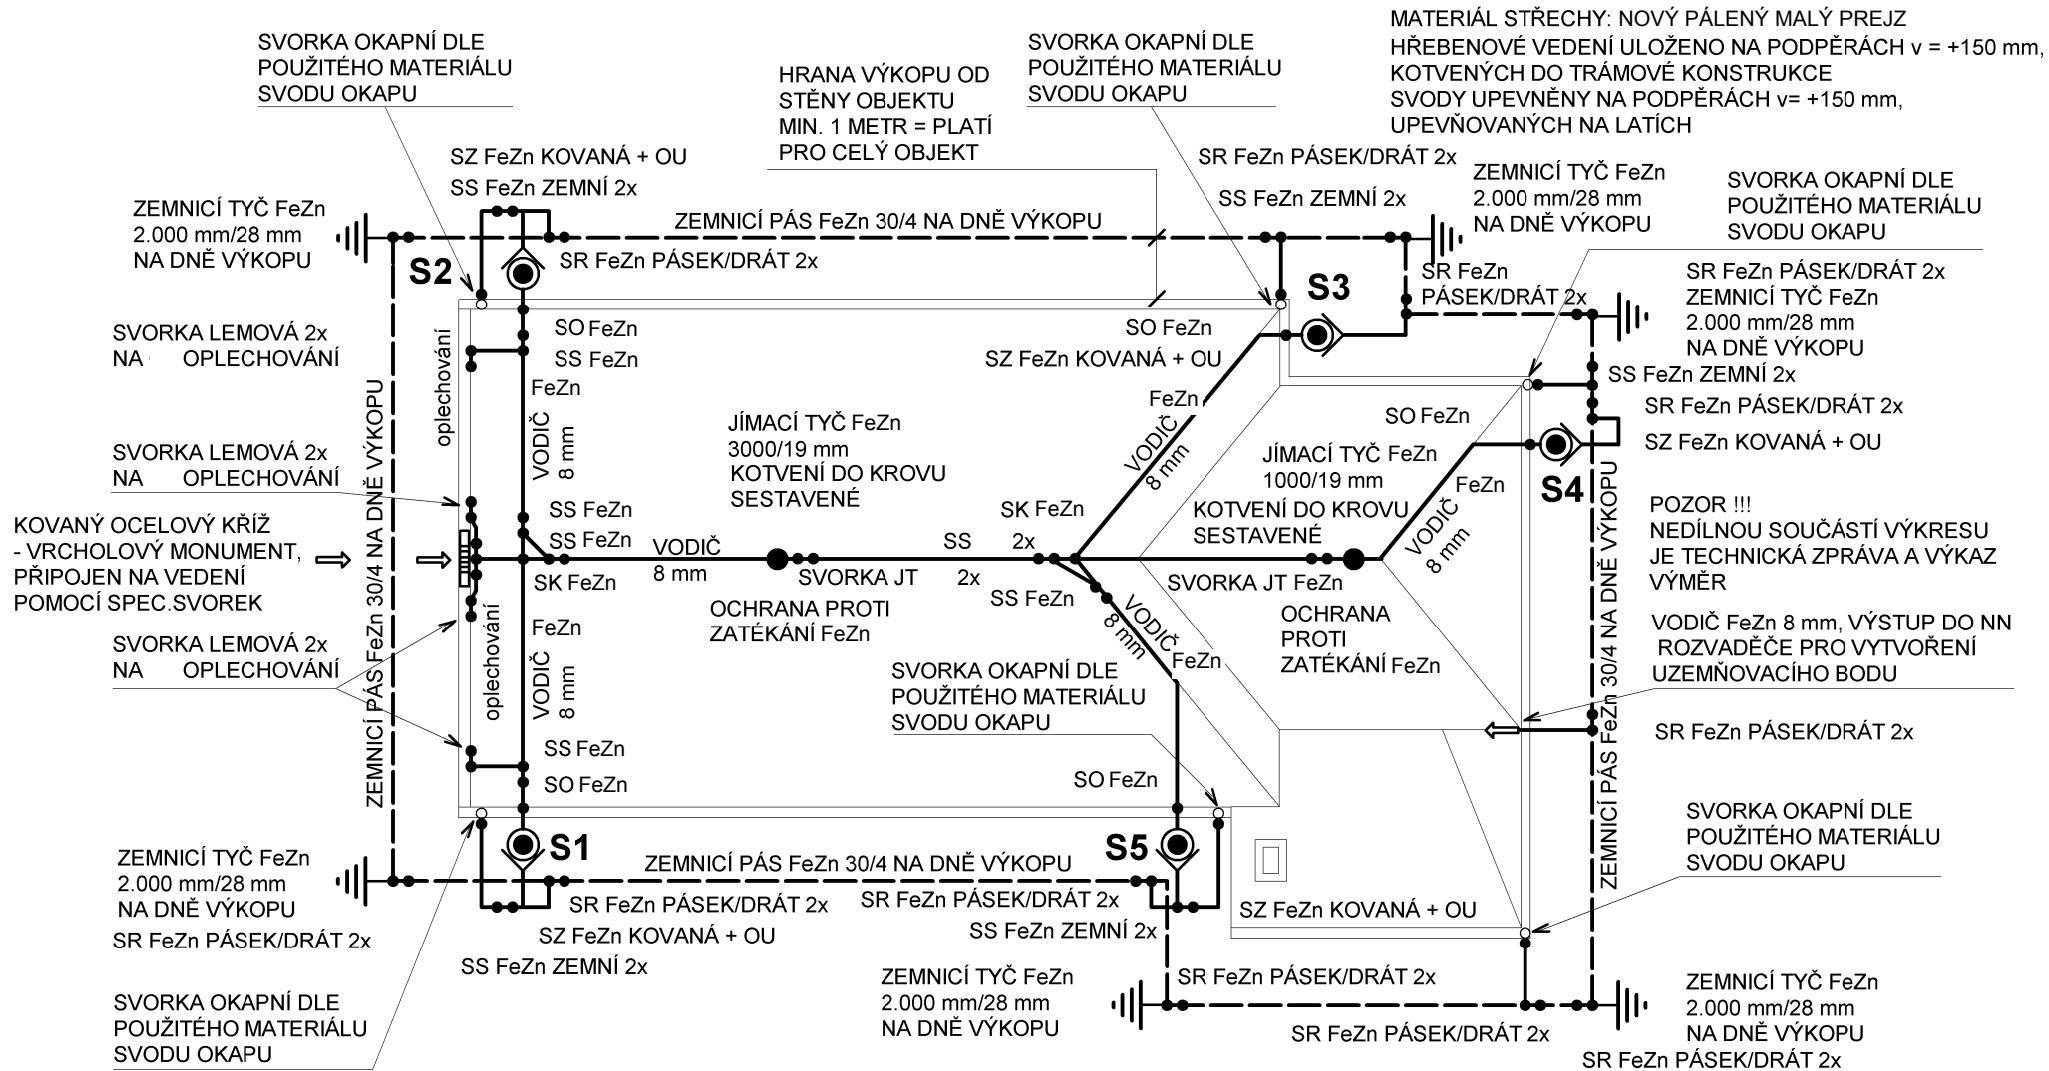 MATERIÁL STŘECHY: NOVÝ PÁLENÝ MALÝ PREJZ
HŘEBENOVÉ VEDENÍ ULOŽENO NA PODPĚRÁCH v = +150 mm,
KOTVENÝCH DO TRÁMOVÉ KONSTRUKCE
SVODY UPEVNĚNY NA PODPĚRÁCH v= +150 mm,
UPEVŇOVANÝCH NA LATÍCH
SVORKA OKAPNÍ DLE
POUŽITÉHO MATERIÁLU
SVODU OKAPU
HRANA VÝKOPU OD
STĚNY OBJEKTU
MIN. 1 METR = PLATÍ
PRO CELÝ OBJEKT
SVORKA OKAPNÍ DLE
POUŽITÉHO MATERIÁLU
SVODU OKAPU
SZ FeZn KOVANÁ + OU
SS FeZn ZEMNÍ 2x
SR FeZn PÁSEK/DRÁT 2x
SS FeZn ZEMNÍ 2x
ZEMNICÍ TYČ FeZn
2.000 mm/28 mm
NA DNĚ VÝKOPU
SVORKA OKAPNÍ DLE
POUŽITÉHO MATERIÁLU
SVODU OKAPU
ZEMNICÍ TYČ FeZn
2.000 mm/28 mm
NA DNĚ VÝKOPU
ZEMNICÍ PÁS FeZn 30/4 NA DNĚ VÝKOPU
S2
SR FeZn PÁSEK/DRÁT 2x
S3
SR FeZn
PÁSEK/DRÁT 2x
SR FeZn PÁSEK/DRÁT 2x
ZEMNICÍ TYČ FeZn
2.000 mm/28 mm
NA DNĚ VÝKOPU
SVORKA LEMOVÁ 2x
NA OPLECHOVÁNÍ
oplechování
SO FeZn
SS FeZn
FeZn
VODIČ
8 mm
SO FeZn
SZ FeZn KOVANÁ + OU
FeZn
VODIČ
8 mm
SS FeZn ZEMNÍ 2x
SR FeZn PÁSEK/DRÁT 2x
SZ FeZn KOVANÁ + OU
SO FeZn
S4
FeZn
VODIČ
8 mm
JÍMACÍ TYČ FeZn
3000/19 mm
KOTVENÍ DO KROVU
SESTAVENÉ
JÍMACÍ TYČ FeZn
1000/19 mm
KOTVENÍ DO KROVU
SESTAVENÉ
SVORKA LEMOVÁ 2x
NA OPLECHOVÁNÍ
ZEMNICÍ PÁS FeZn 30/4 NA DNĚ VÝKOPU
KOVANÝ OCELOVÝ KŘÍŽ
- VRCHOLOVÝ MONUMENT,
PŘIPOJEN NA VEDENÍ
POMOCÍ SPEC.SVOREK
SS FeZn
SS FeZn
SK FeZn
VODIČ
8 mm
SVORKA JT
SS
2x
SK FeZn
2x
SS FeZn
OCHRANA PROTI
ZATÉKÁNÍ FeZn
SVORKA JT FeZn
OCHRANA
PROTI
ZATÉKÁNÍ FeZn
POZOR !!!
NEDÍLNOU SOUČÁSTÍ VÝKRESU
JE TECHNICKÁ ZPRÁVA A VÝKAZ
VÝMĚR
VODIČ FeZn 8 mm, VÝSTUP DO NN
ROZVADĚČE PRO VYTVOŘENÍ
UZEMŇOVACÍHO BODU
SR FeZn PÁSEK/DRÁT 2x
ZEMNICÍ PÁS FeZn 30/4 NA DNĚ VÝKOPU
SVORKA LEMOVÁ 2x
NA OPLECHOVÁNÍ
oplechování
FeZn
VODIČ
8 mm
SS FeZn
SO FeZn
VODIČ
8 mm
FeZn
SVORKA OKAPNÍ DLE
POUŽITÉHO MATERIÁLU
SVODU OKAPU
SO FeZn
SVORKA OKAPNÍ DLE
POUŽITÉHO MATERIÁLU
SVODU OKAPU
S1
S5
ZEMNICÍ PÁS FeZn 30/4 NA DNĚ VÝKOPU
ZEMNICÍ TYČ FeZn
2.000 mm/28 mm
NA DNĚ VÝKOPU
SR FeZn PÁSEK/DRÁT 2x
SR FeZn PÁSEK/DRÁT 2x
SZ FeZn KOVANÁ + OU
SS FeZn ZEMNÍ 2x
SR FeZn PÁSEK/DRÁT 2x
SS FeZn ZEMNÍ 2x
SZ FeZn KOVANÁ + OU
SVORKA OKAPNÍ DLE
POUŽITÉHO MATERIÁLU
SVODU OKAPU
ZEMNICÍ TYČ FeZn
2.000 mm/28 mm
NA DNĚ VÝKOPU
SR FeZn PÁSEK/DRÁT 2x
SR FeZn PÁSEK/DRÁT 2x
ZEMNICÍ TYČ FeZn
2.000 mm/28 mm
NA DNĚ VÝKOPU
SR FeZn PÁSEK/DRÁT 2x